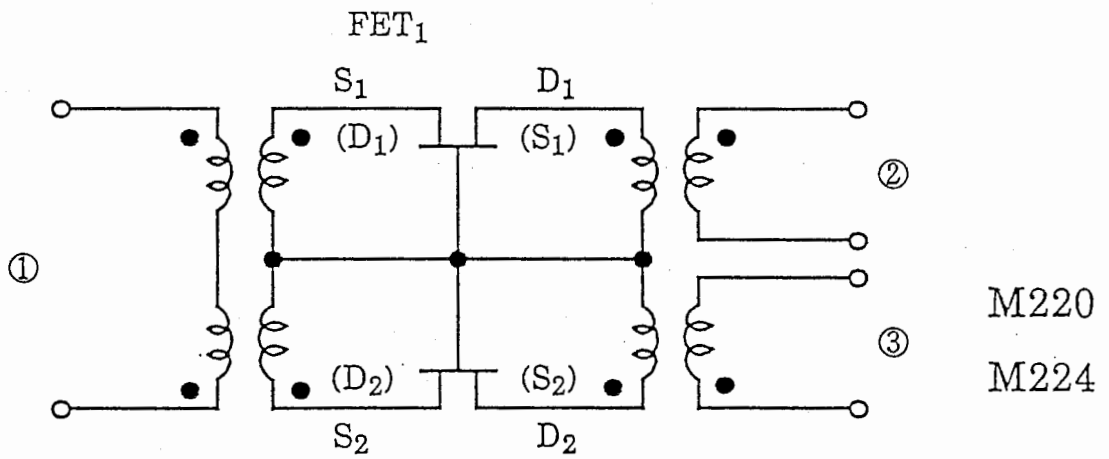 FET₁
S₁ D₁
(D₁) (S₁)
②
①
M220
③
M224
(D₂) (S₂)
S₂ D₂